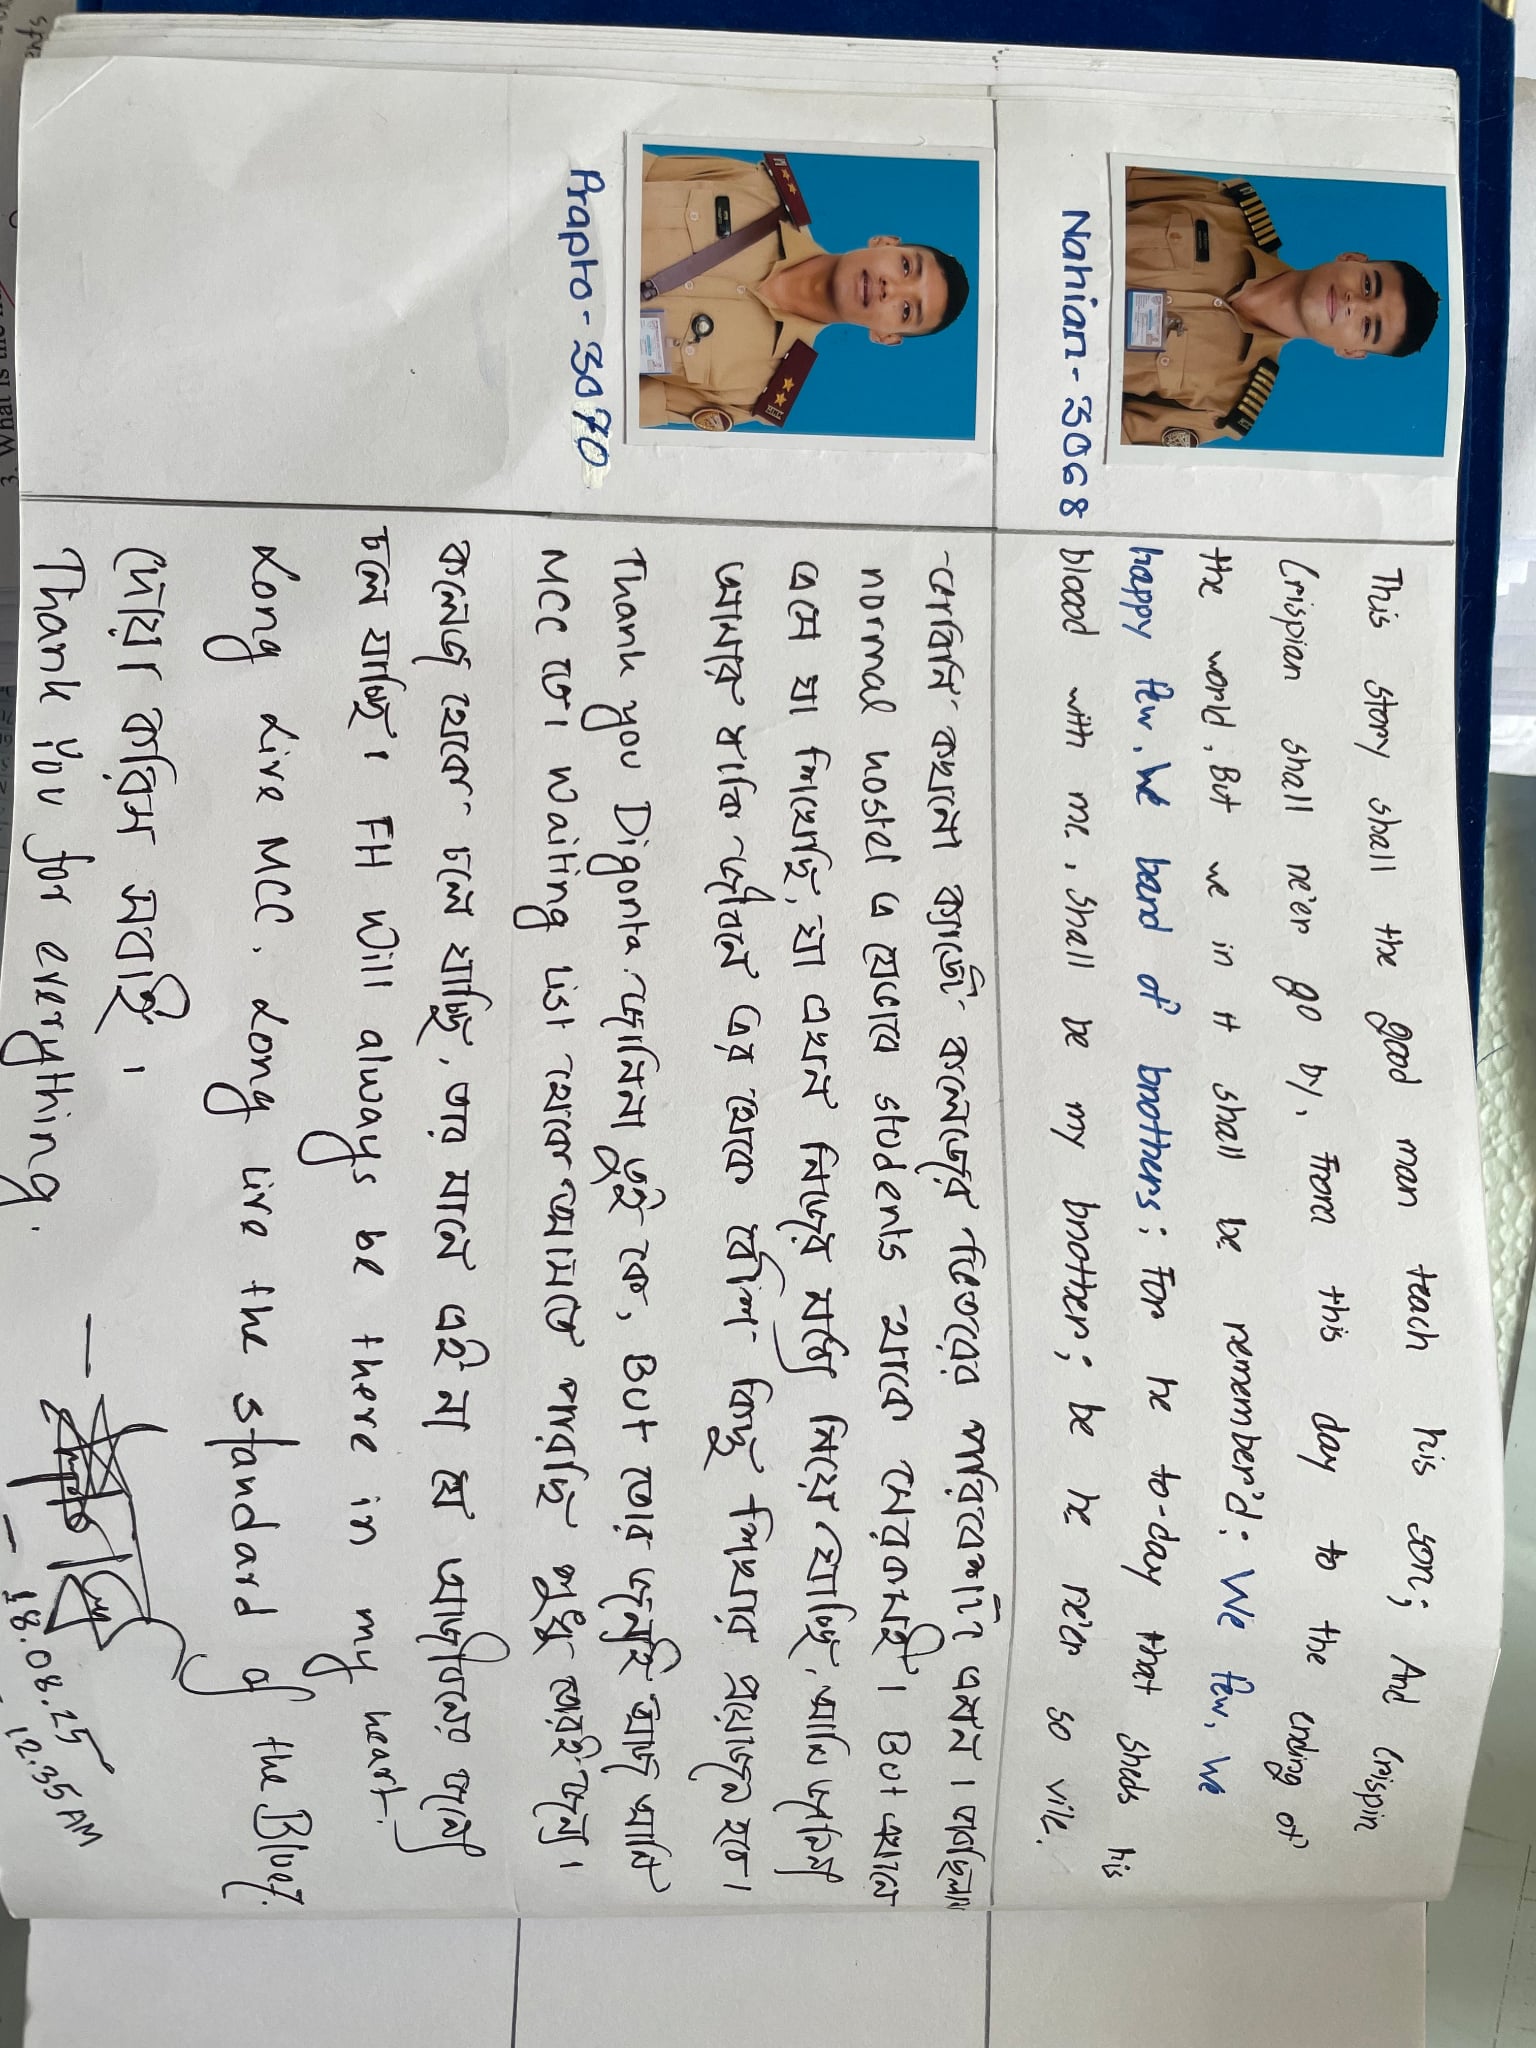 This story shall the good man teach his son; And Crispin
Crispian shall ne'er go by, From this day to the ending of
the world, But we in it shall be remember'd: We few, We
happy few, We band of brothers; For he to-day that sheds his
bloood with me, Shall be my brother; be he ne'er so vile.
Nahian-3068
ভাবিনি কখনো ক্যাডেট কলেজের ভিতরের পরিবেশটা এমন। ভাবছিলাম
normal hostel এ যেভাবে students থাকে সেরকমই। But এখানে
এসে যা শিখেছি, যা এখন নিজের মধ্যে নিয়ে যাচ্ছি, আমি জানিনা
আমার বাকি জীবনে এর থেকে বেশি কিছু শিখার প্রয়োজন হবে।
Thank you Digonta. জানিনা তুই কে, But তোর জন্যই আজ আমি
MCC তে। Waiting List থেকে আসতে পারছি শুধু তোরই জন্য।
কলেজ থেকে চলে যাচ্ছি, তার মানে এই না যে আজীবনের জন্যে
চলে যাচ্ছি। FH Will always be there in my heart.
Long Live MCC. Long live the standard of the Bluez.
দোয়া করিস সবাই।
Thank You for everything.
Prapto-3070
18.08.25
12.35 AM
3. What is the